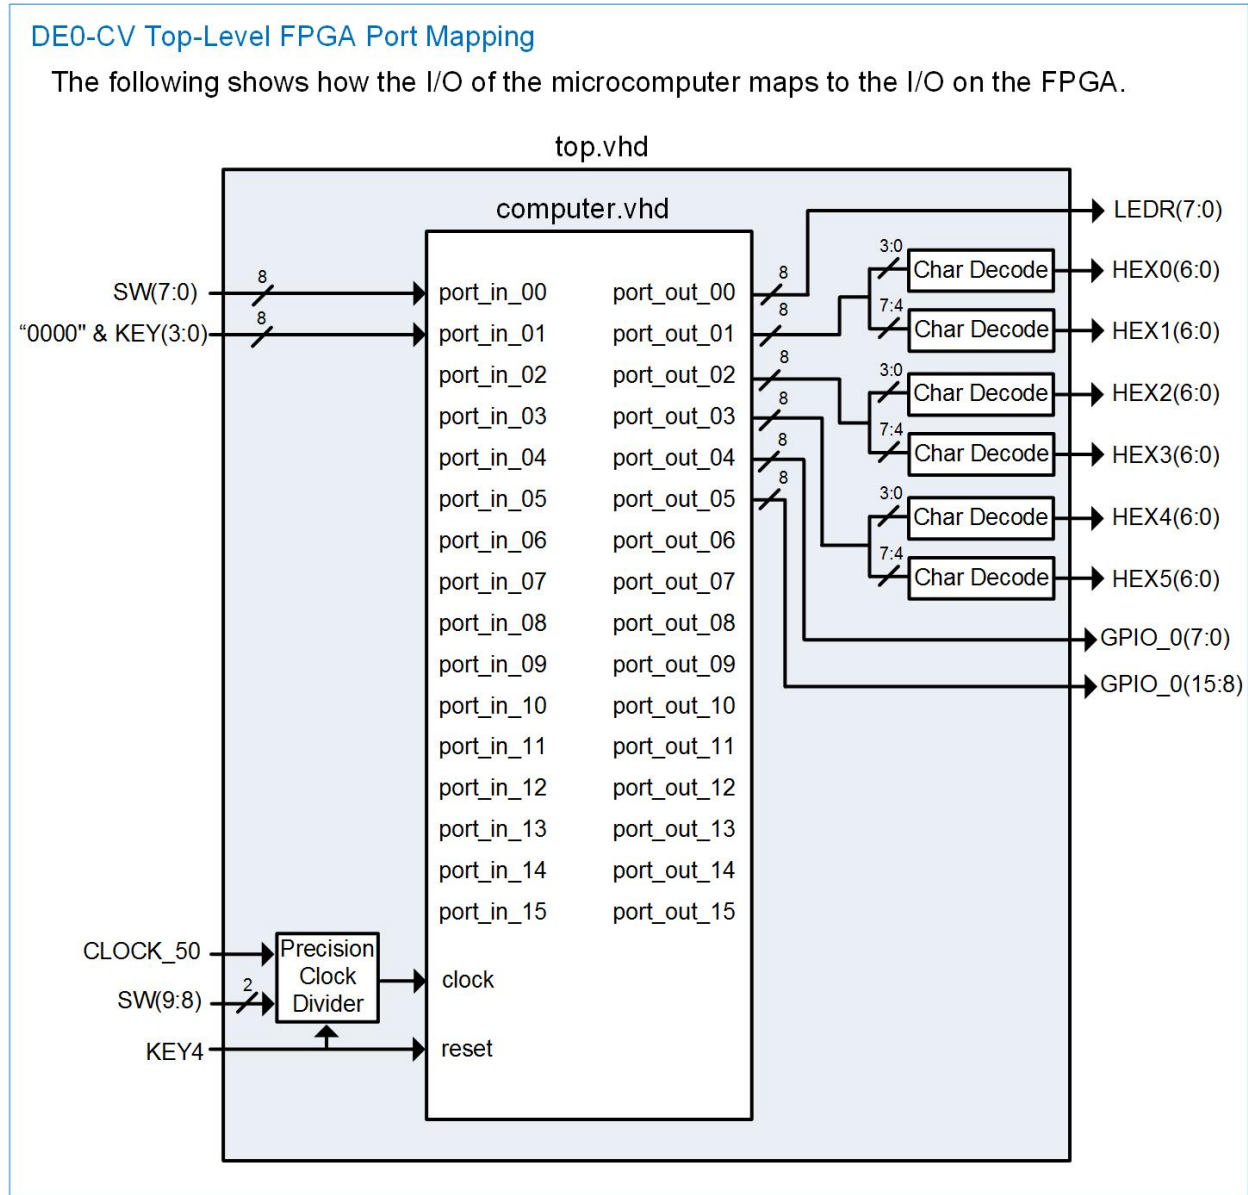 DE0-CV Top-Level FPGA Port Mapping
The following shows how the I/O of the microcomputer maps to the I/O on the FPGA.
top.vhd
computer.vhd
LEDR(7:0)
3:0
Char Decode
HEX0(6:0)
SW(7:0)
8
port_in_00
port_out_00
8
7:4
Char Decode
HEX1(6:0)
"0000" & KEY(3:0)
8
port_in_01
port_out_01
8
port_in_02
port_out_02
8
3:0
Char Decode
HEX2(6:0)
port_in_03
port_out_03
8
7:4
Char Decode
HEX3(6:0)
port_in_04
port_out_04
8
port_in_05
port_out_05
8
3:0
Char Decode
HEX4(6:0)
port_in_06
port_out_06
7:4
Char Decode
HEX5(6:0)
port_in_07
port_out_07
port_in_08
port_out_08
GPIO_0(7:0)
port_in_09
port_out_09
GPIO_0(15:8)
port_in_10
port_out_10
port_in_11
port_out_11
port_in_12
port_out_12
port_in_13
port_out_13
port_in_14
port_out_14
port_in_15
port_out_15
CLOCK_50
Precision
Clock
Divider
clock
SW(9:8)
2
KEY4
reset